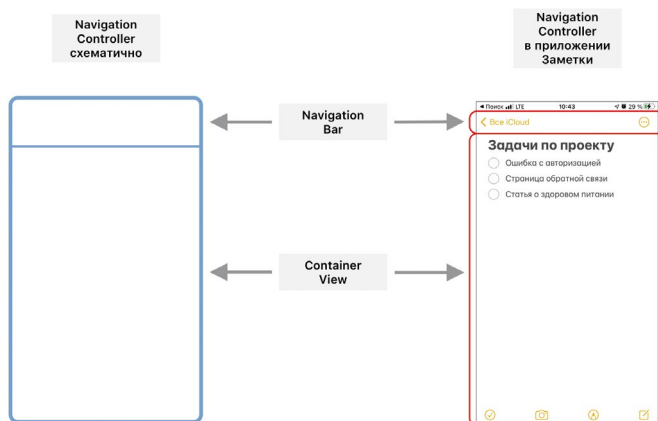 Navigation
Controller
схематично
Navigation
Controller
в приложении
Заметки
Navigation
Bar
Поиск LTE 10:43 29 %
Все iCloud
Задачи по проекту
Ошибка с авторизацией
Страница обратной связи
Статья о здоровом питании
Container
View